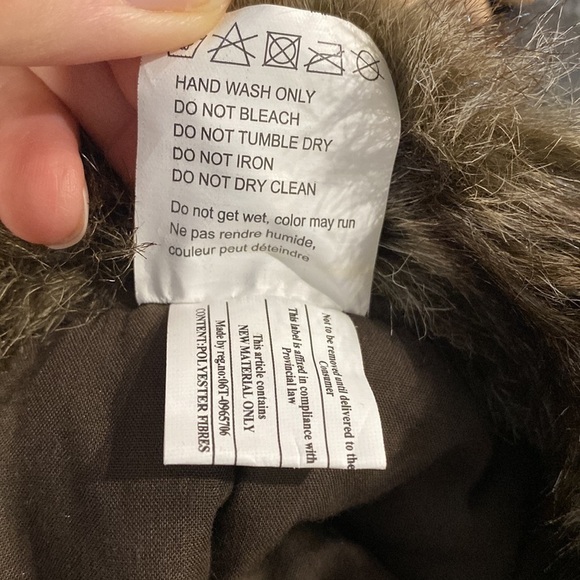 HAND WASH ONLY
DO NOT BLEACH
DO NOT TUMBLE DRY
DO NOT IRON
DO NOT DRY CLEAN
Do not get wet, color may run
Ne pas rendre humide,
couleur peut déteindre
Not to be removed until delivered to the
Consumer
This label is affixed in compliance with
Provincial law
This article contains
NEW MATERIAL ONLY
Made by reg.no:06T-0965706
CONTENT:POLYESTER FIBRES